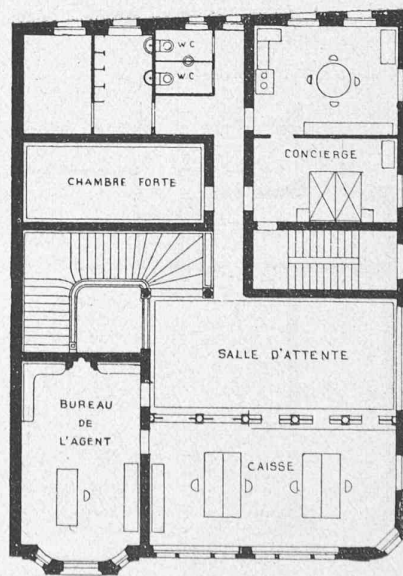 WC
WC
CONCIERGE
CHAMBRE FORTE
SALLE D'ATTENTE
BUREAU
DE
L'AGENT
CAISSE